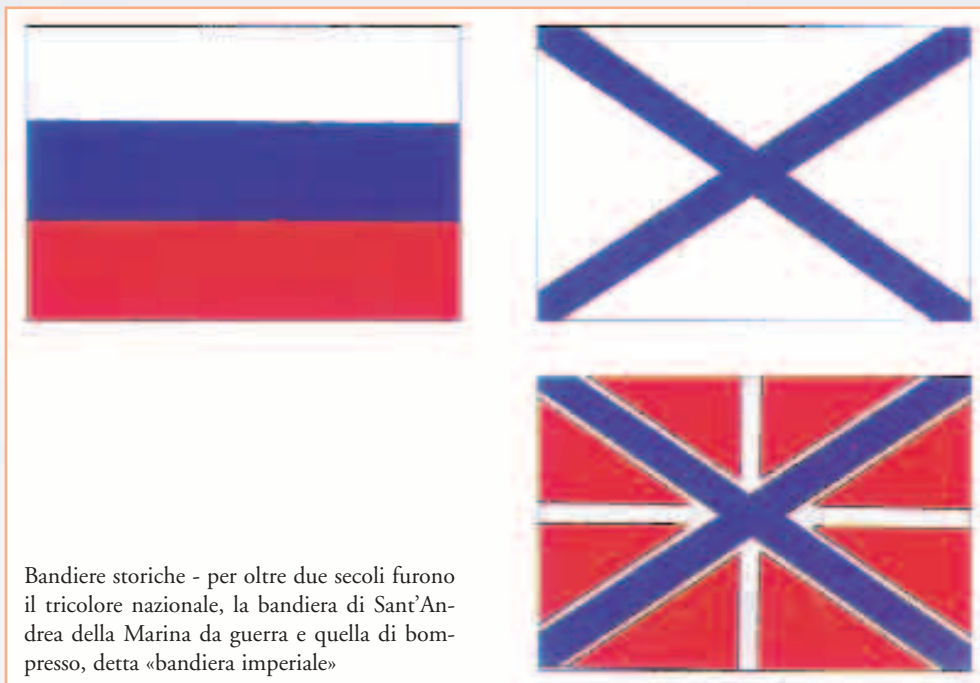 Bandiere storiche - per oltre due secoli furono
il tricolore nazionale, la bandiera di Sant'An-
drea della Marina da guerra e quella di bom-
presso, detta «bandiera imperiale»